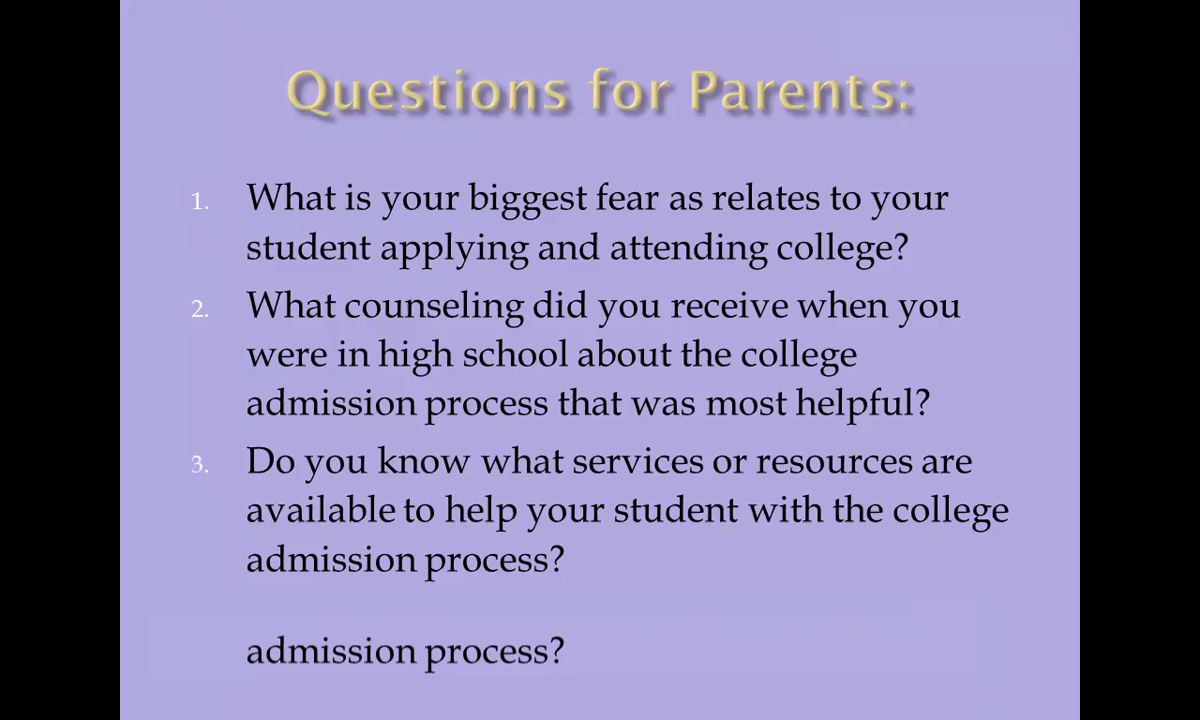 Questions for Parents:
1. What is your biggest fear as relates to your
student applying and attending college?
2. What counseling did you receive when you
were in high school about the college
admission process that was most helpful?
3. Do you know what services or resources are
available to help your student with the college
admission process?
admission process?